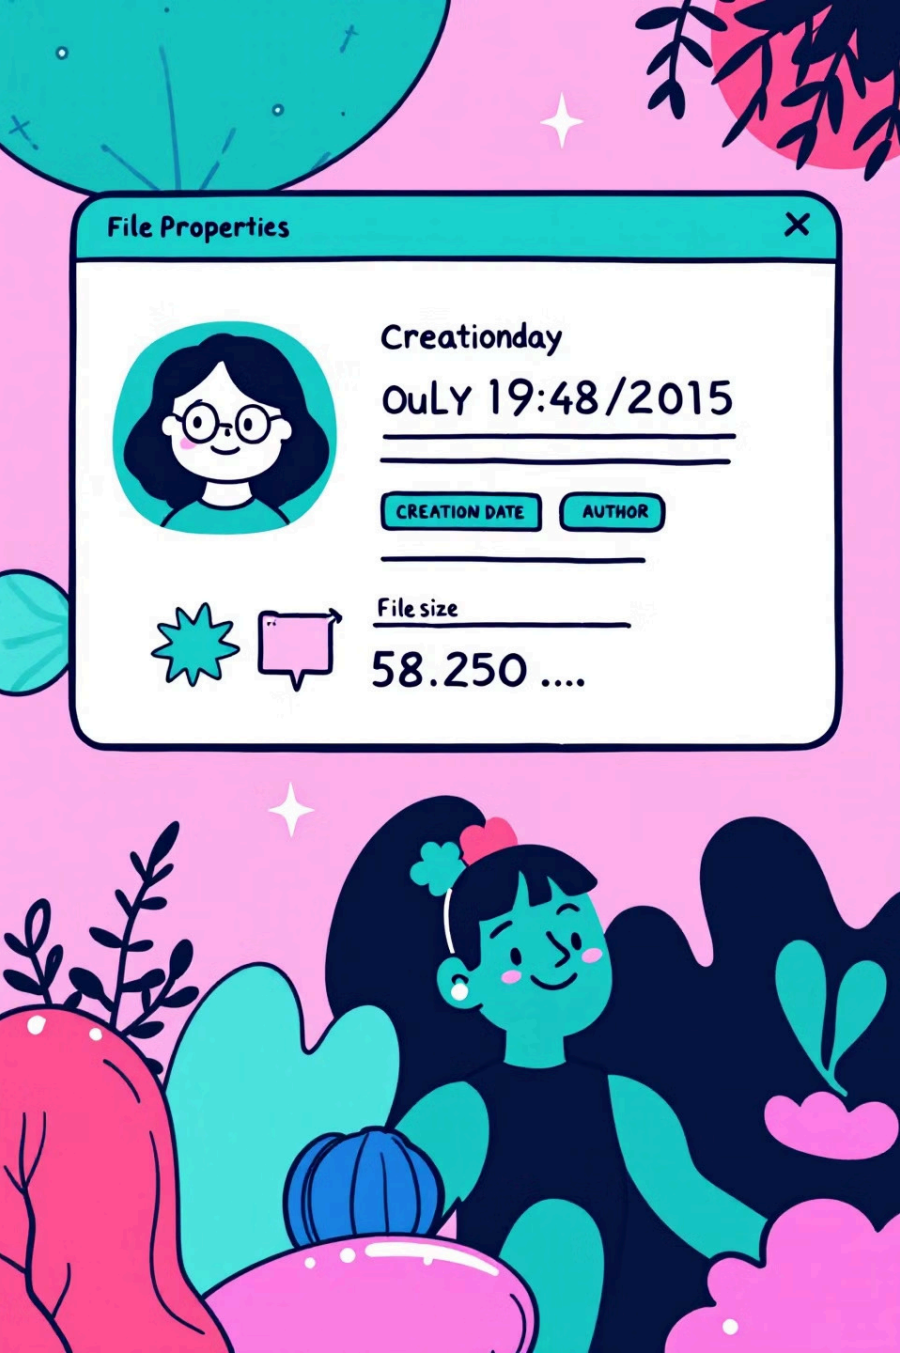 File Properties
Creationday
OuLY 19:48/2015
CREATION DATE
AUTHOR
File size
58.250 ....